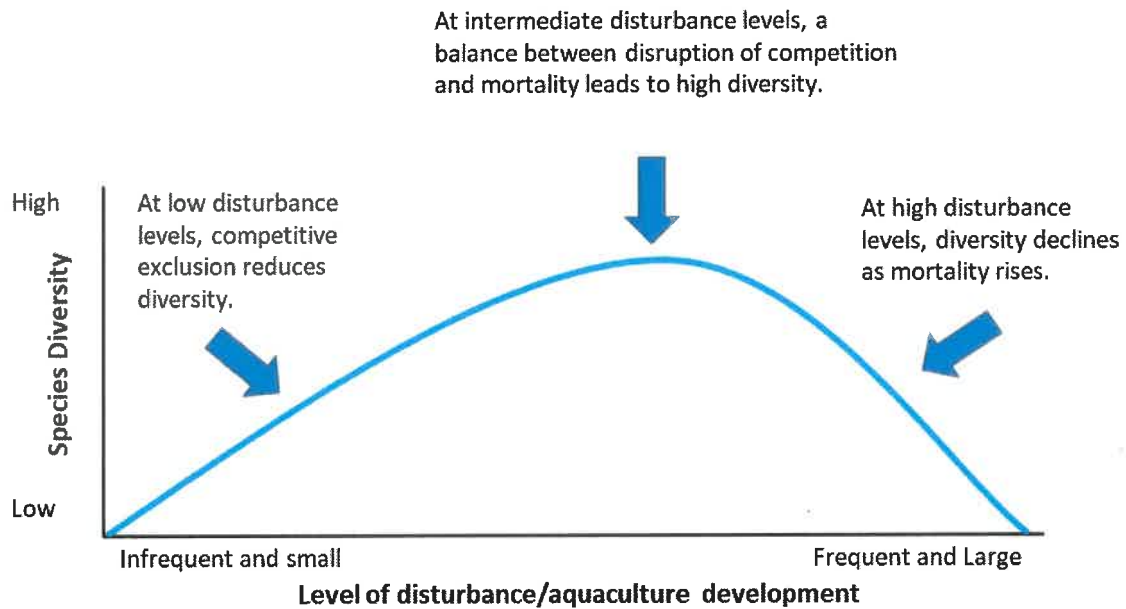 At intermediate disturbance levels, a
balance between disruption of competition
and mortality leads to high diversity.
High
At low disturbance
levels, competitive
exclusion reduces
diversity.
At high disturbance
levels, diversity declines
as mortality rises.
Species Diversity
Low
Infrequent and small
Frequent and Large
Level of disturbance/aquaculture development